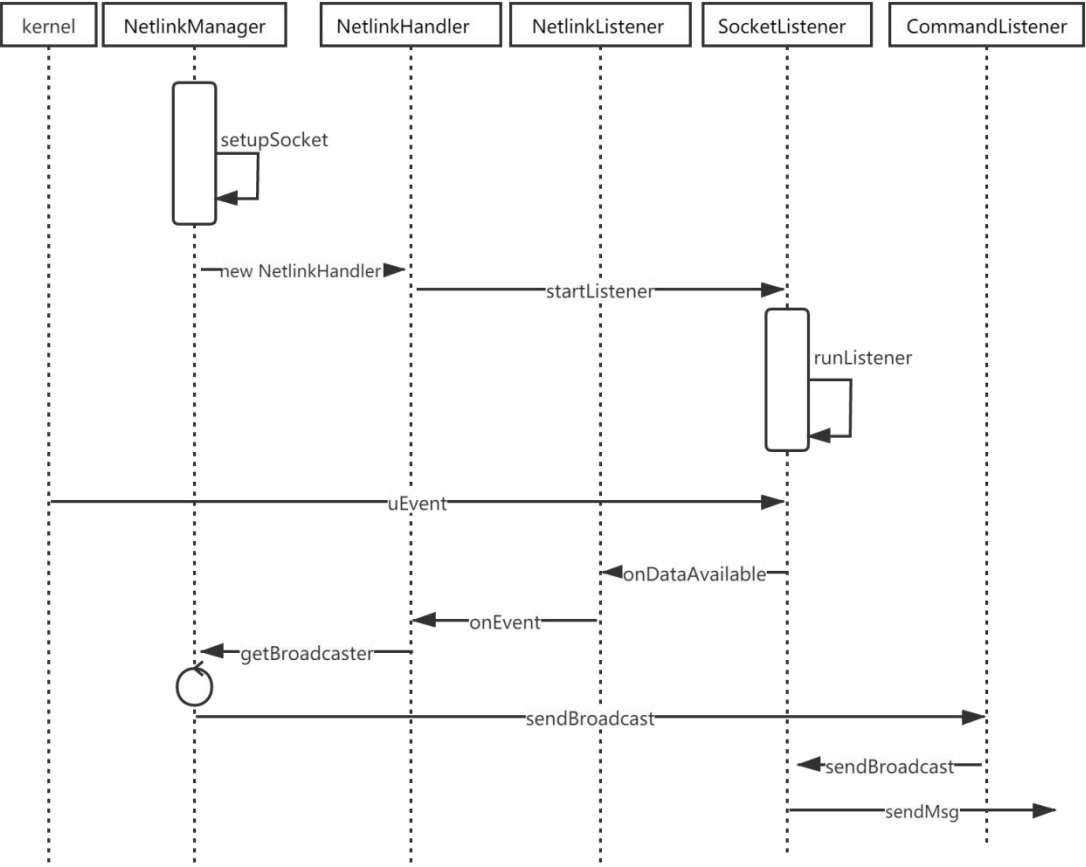 kernel
NetlinkManager
NetlinkHandler
NetlinkListener
SocketListener
CommandListener
setupSocket
new NetlinkHandler
startListener
runListener
uEvent
onDataAvailable
onEvent
getBroadcaster
sendBroadcast
sendBroadcast
sendMsg